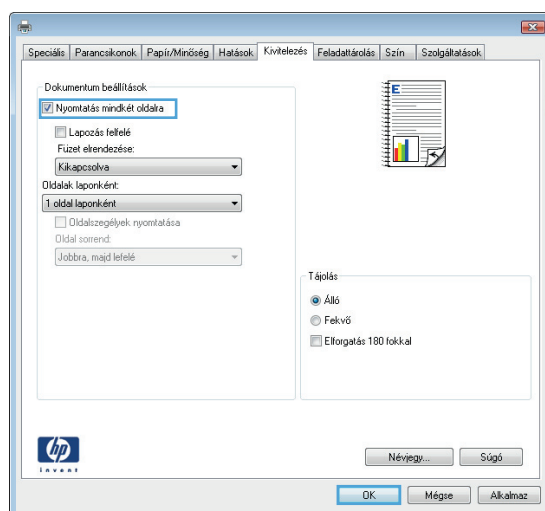 Speciális Parancsikonok Papír/Minőség Hatások Kivitelezés Feladattárolás Szín Szolgáltatások
Dokumentum beállítások
Nyomtatás mindkét oldalra
Lapozás felfelé
Füzet elrendezése:
Kikapcsolva
Oldalak laponként:
1 oldal laponként
Oldalszegélyek nyomtatása
Oldal sorrend:
Jobbra, majd lefelé
E
Tájolás
Álló
Fekvő
Elforgatás 180 fokkal
hp
invent
Névjegy... Súgó
OK Mégse Alkalmaz